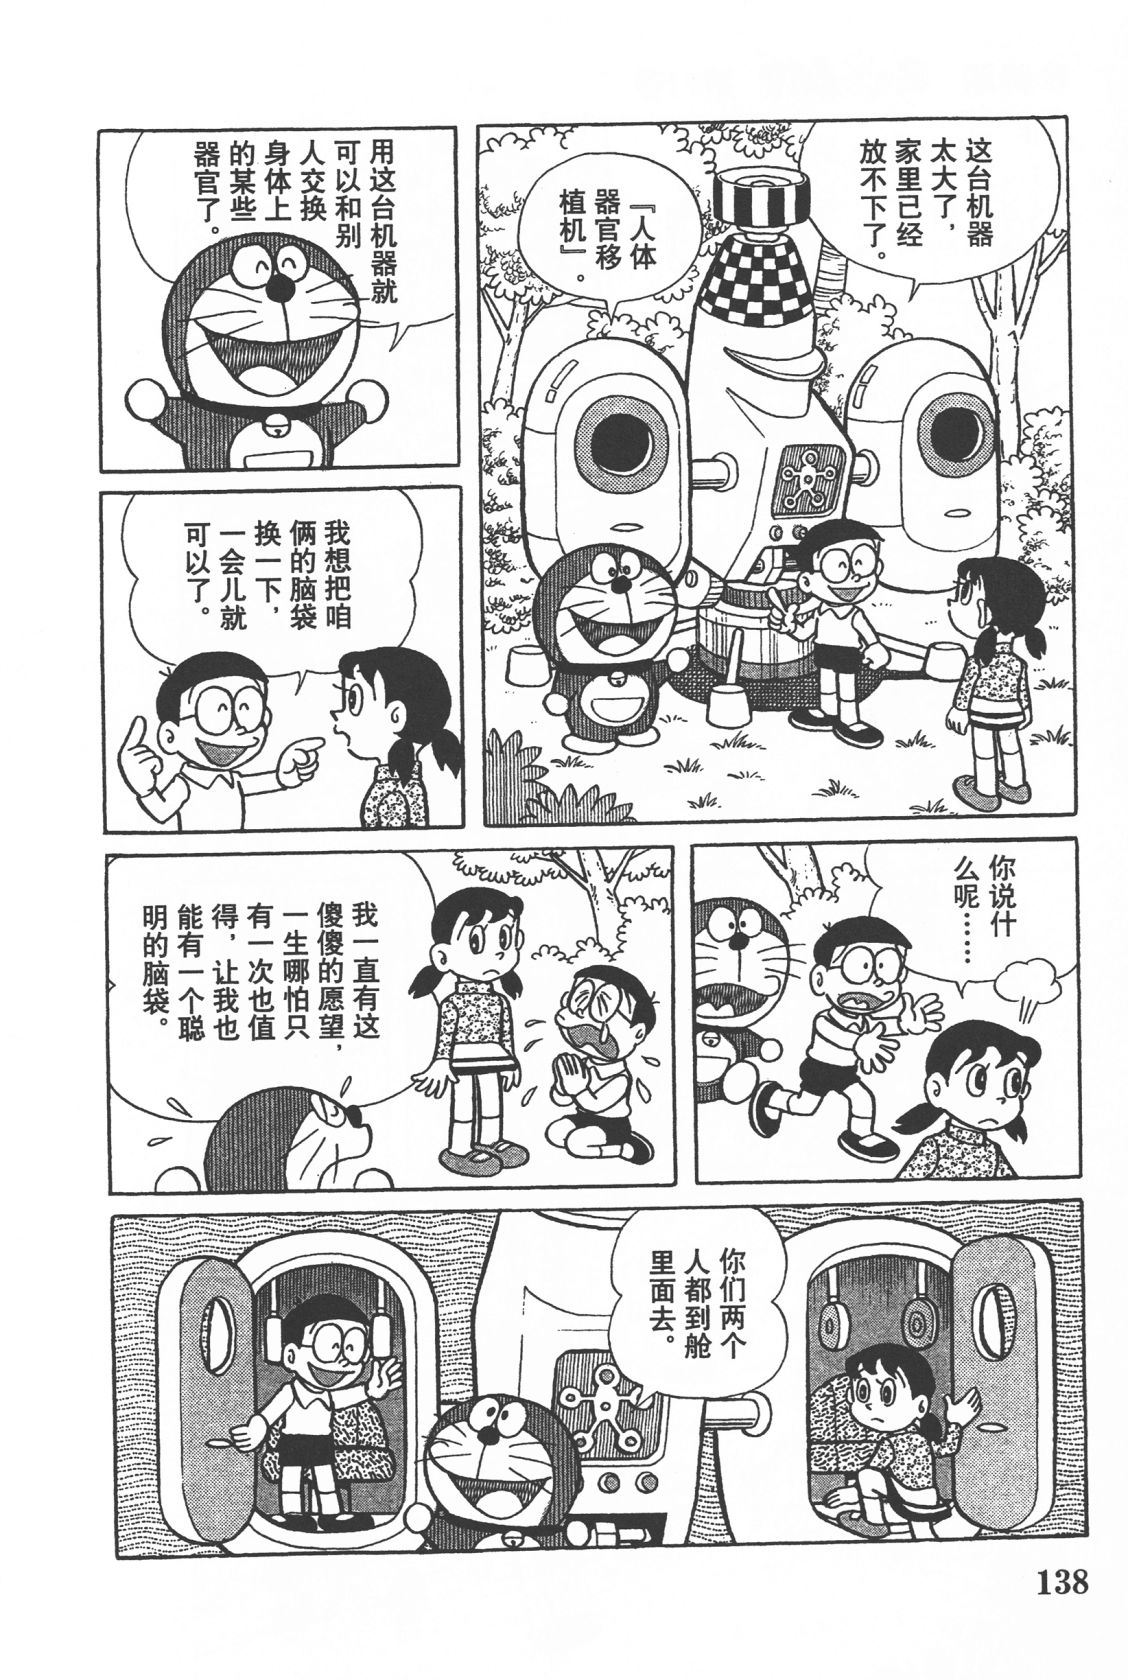 这台机器
太大了，
家里已经
放不下了。
『人体
器官移
植机』。
用这台机器就
可以和别
人交换
身体上
的某些
器官了。
我想把咱
俩的脑袋
换一下，
一会儿就
可以了。
你说什
么呢……
我一直有这
傻傻的愿望，
一生哪怕只
有一次也值
得，让我也
能有一个聪
明的脑袋。
你们两个
人都到舱
里面去。
138